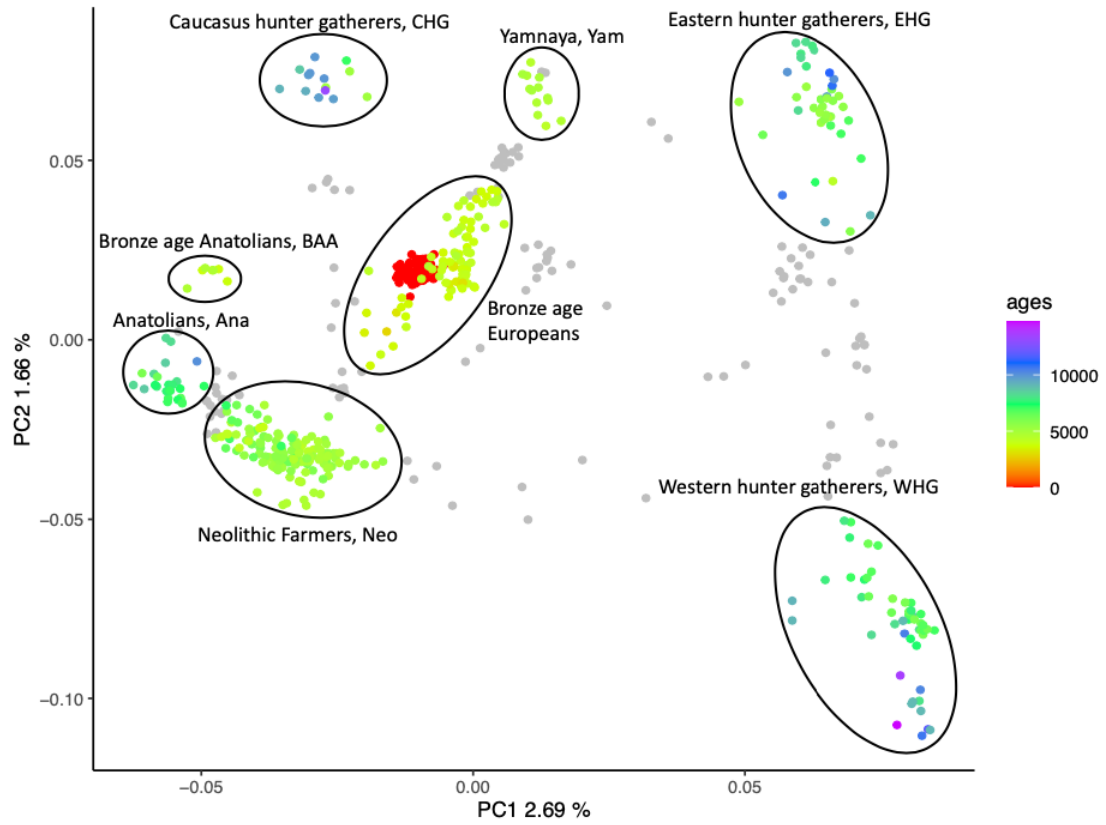 Caucasus hunter gatherers, CHG
Eastern hunter gatherers, EHG
Yamnaya, Yam
0.05
Bronze age Anatolians, BAA
Anatolians, Ana
Bronze age
Europeans
ages
0.00
10000
5000
0
PC2 1.66 %
Western hunter gatherers, WHG
−0.05
Neolithic Farmers, Neo
−0.10
−0.05
0.00
0.05
PC1 2.69 %